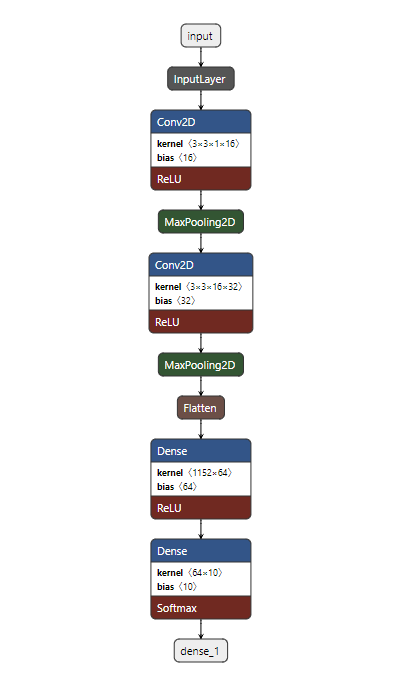 input
InputLayer
Conv2D
kernel〈3×3×1×16〉
bias〈16〉
ReLU
MaxPooling2D
Conv2D
kernel〈3×3×16×32〉
bias〈32〉
ReLU
MaxPooling2D
Flatten
Dense
kernel〈1152×64〉
bias〈64〉
ReLU
Dense
kernel〈64×10〉
bias〈10〉
Softmax
dense_1